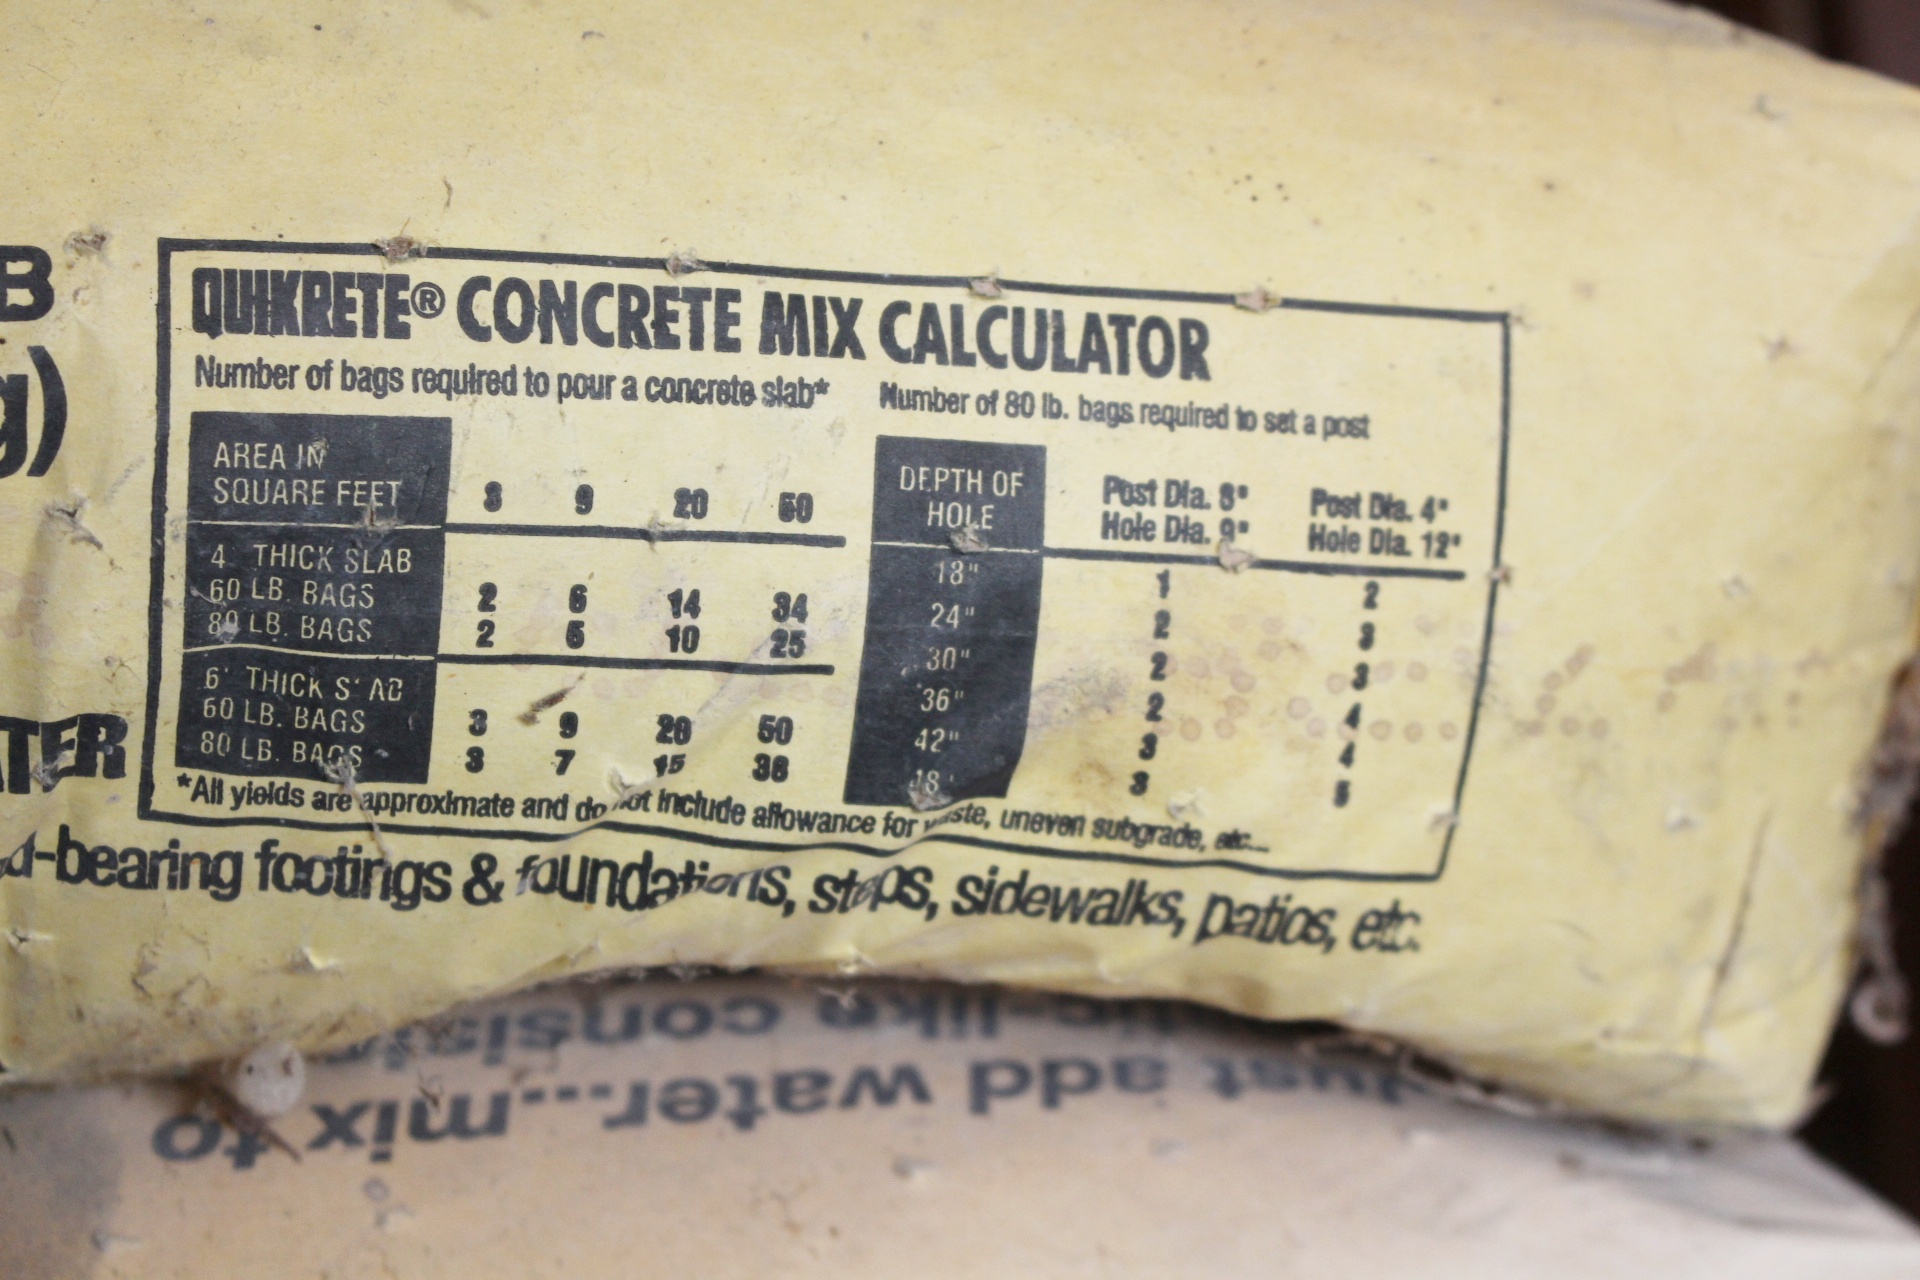 B
g)
TER
QUIKRETE® CONCRETE MIX CALCULATOR
Number of bags required to pour a concrete slab*
AREA IN
SQUARE FEET 3 9 20 50
4' THICK SLAB
60 LB. BAGS 2 6 14 34
80 LB. BAGS 2 5 10 25
6' THICK SLAB
60 LB. BAGS 3 9 20 50
80 LB. BAGS 3 7 15 38
Number of 80 lb. bags required to set a post
DEPTH OF
HOLE
Post Dia. 3" Post Dia. 4"
Hole Dia. 9" Hole Dia. 12"
18" 1 2
24" 2 3
30" 2 3
36" 2 4
42" 3 4
48" 3 5
*All yields are approximate and do not include allowance for waste, uneven subgrade, etc...
d-bearing footings & foundations, steps, sidewalks, patios, etc.
Just add water...mix to
-like consist